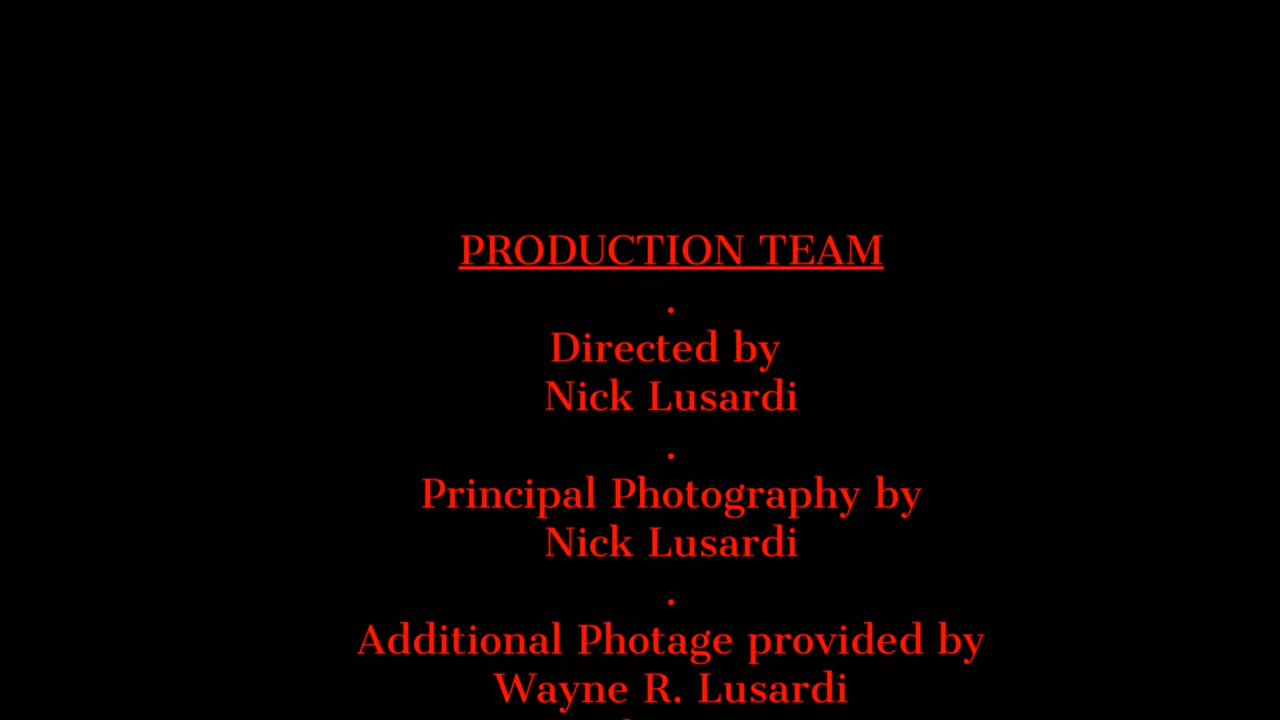 PRODUCTION TEAM
.
Directed by
Nick Lusardi
.
Principal Photography by
Nick Lusardi
.
Additional Photage provided by
Wayne R. Lusardi